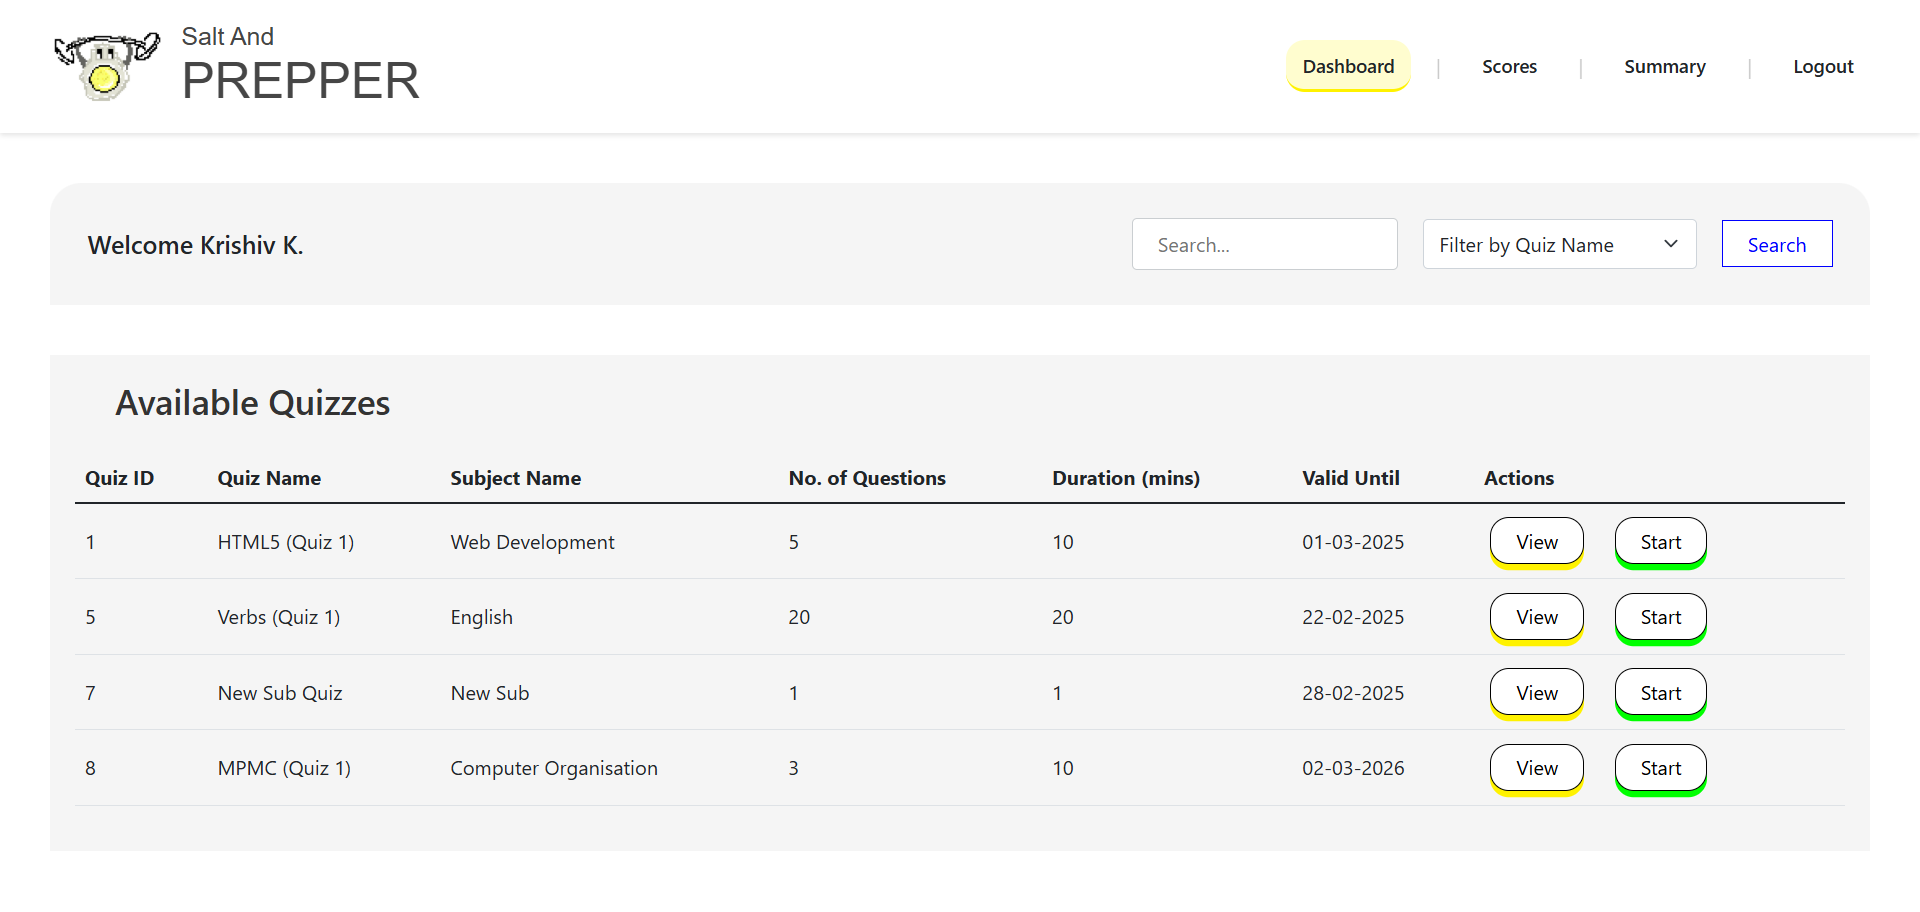 Salt And
PREPPER
Dashboard | Scores | Summary | Logout
Welcome Krishiv K.
Search...
Filter by Quiz Name
Search
Available Quizzes
Quiz ID Quiz Name Subject Name No. of Questions Duration (mins) Valid Until Actions
1 HTML5 (Quiz 1) Web Development 5 10 01-03-2025 View Start
5 Verbs (Quiz 1) English 20 20 22-02-2025 View Start
7 New Sub Quiz New Sub 1 1 28-02-2025 View Start
8 MPMC (Quiz 1) Computer Organisation 3 10 02-03-2026 View Start